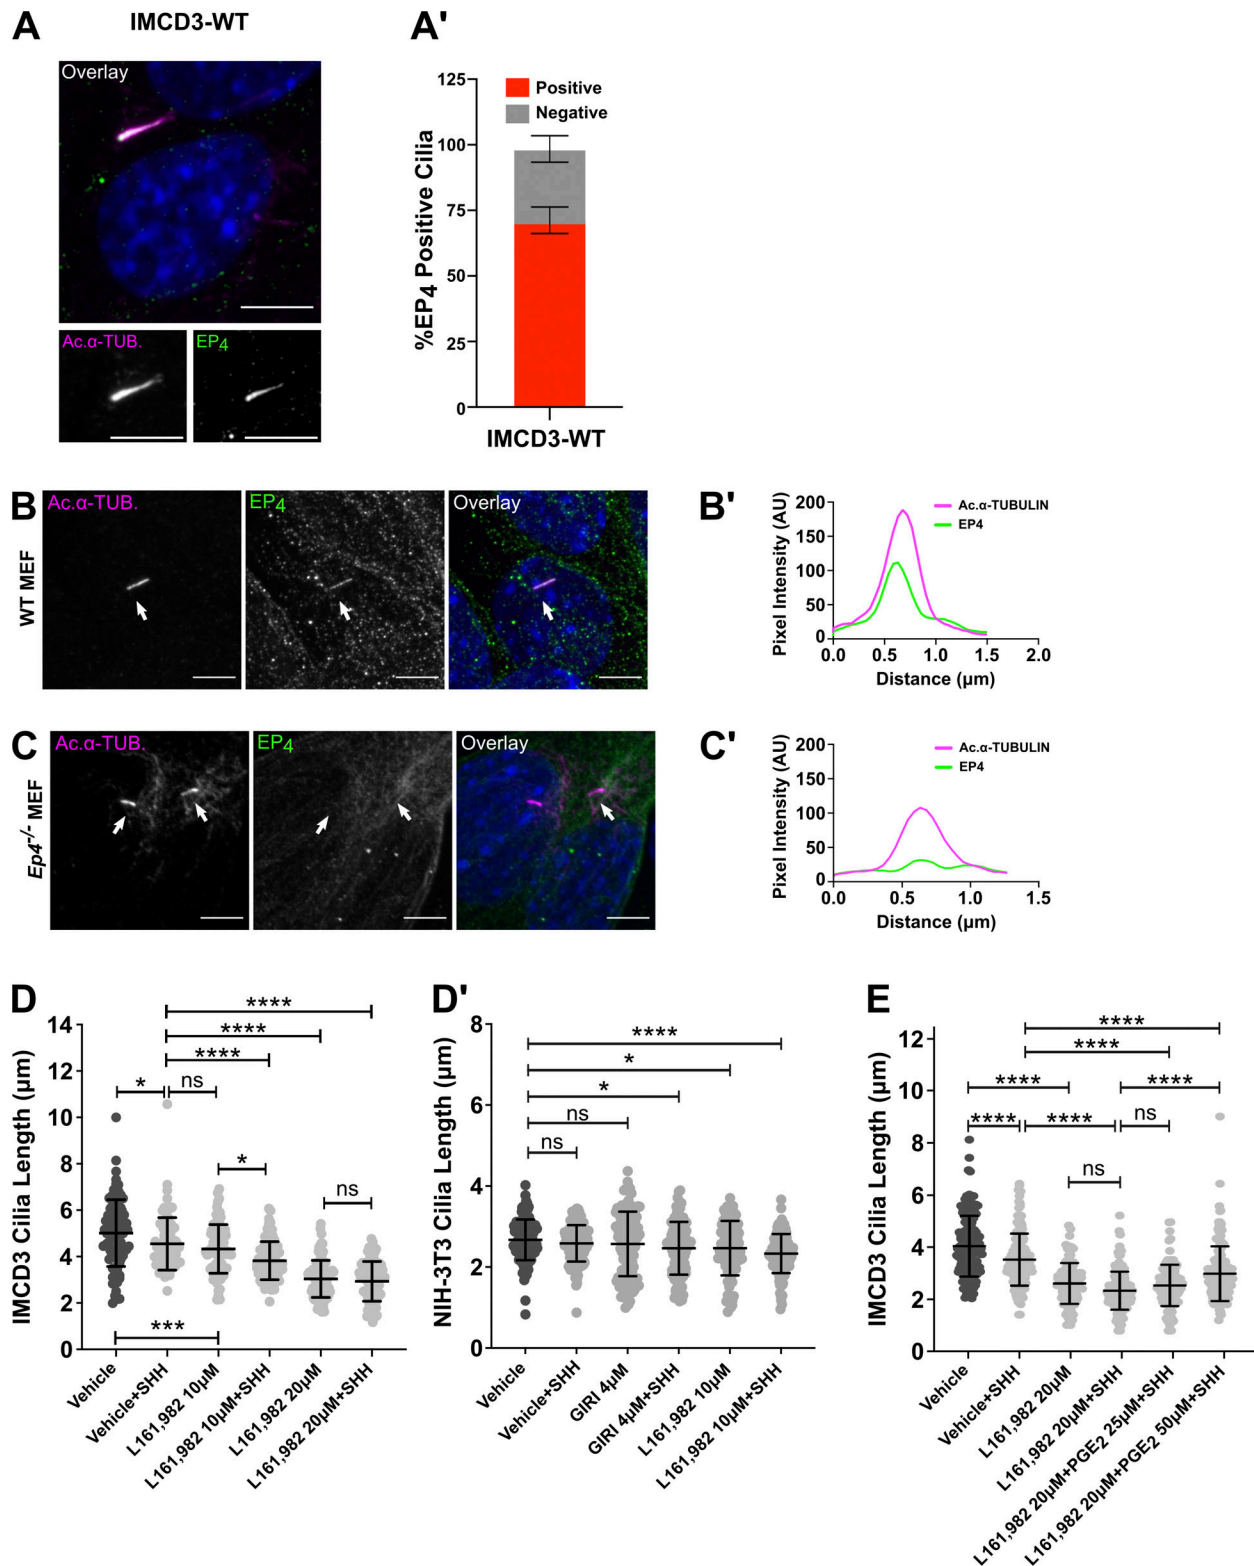 A
IMCD3-WT
Overlay
Ac.α-TUB.
EP4
A'
125
100
75
50
25
0
%EP4 Positive Cilia
Positive
Negative
IMCD3-WT
B
WT MEF
Ac.α-TUB.
EP4
Overlay
B'
Pixel Intensity (AU)
200
150
100
50
0
0.0 0.5 1.0 1.5 2.0
Distance (µm)
Ac.α-TUBULIN
EP4
C
Ep4-/- MEF
Ac.α-TUB.
EP4
Overlay
C'
Pixel Intensity (AU)
200
150
100
50
0
0.0 0.5 1.0 1.5
Distance (µm)
Ac.α-TUBULIN
EP4
D
IMCD3 Cilia Length (µm)
14
12
10
8
6
4
2
0
****
****
****
* ns
*
ns
***
Vehicle
Vehicle+SHH
L161,982 10µM
L161,982 10µM+SHH
L161,982 20µM
L161,982 20µM+SHH
D'
NIH-3T3 Cilia Length (µm)
8
6
4
2
0
****
*
*
ns
ns
Vehicle
Vehicle+SHH
GIRI 4µM
GIRI 4µM+SHH
L161,982 10µM
L161,982 10µM+SHH
E
IMCD3 Cilia Length (µm)
12
10
8
6
4
2
0
****
****
**** ****
**** **** ns
ns
Vehicle
Vehicle+SHH
L161,982 20µM
L161,982 20µM+SHH
L161,982 20µM+PGE2 25µM+SHH
L161,982 20µM+PGE2 50µM+SHH